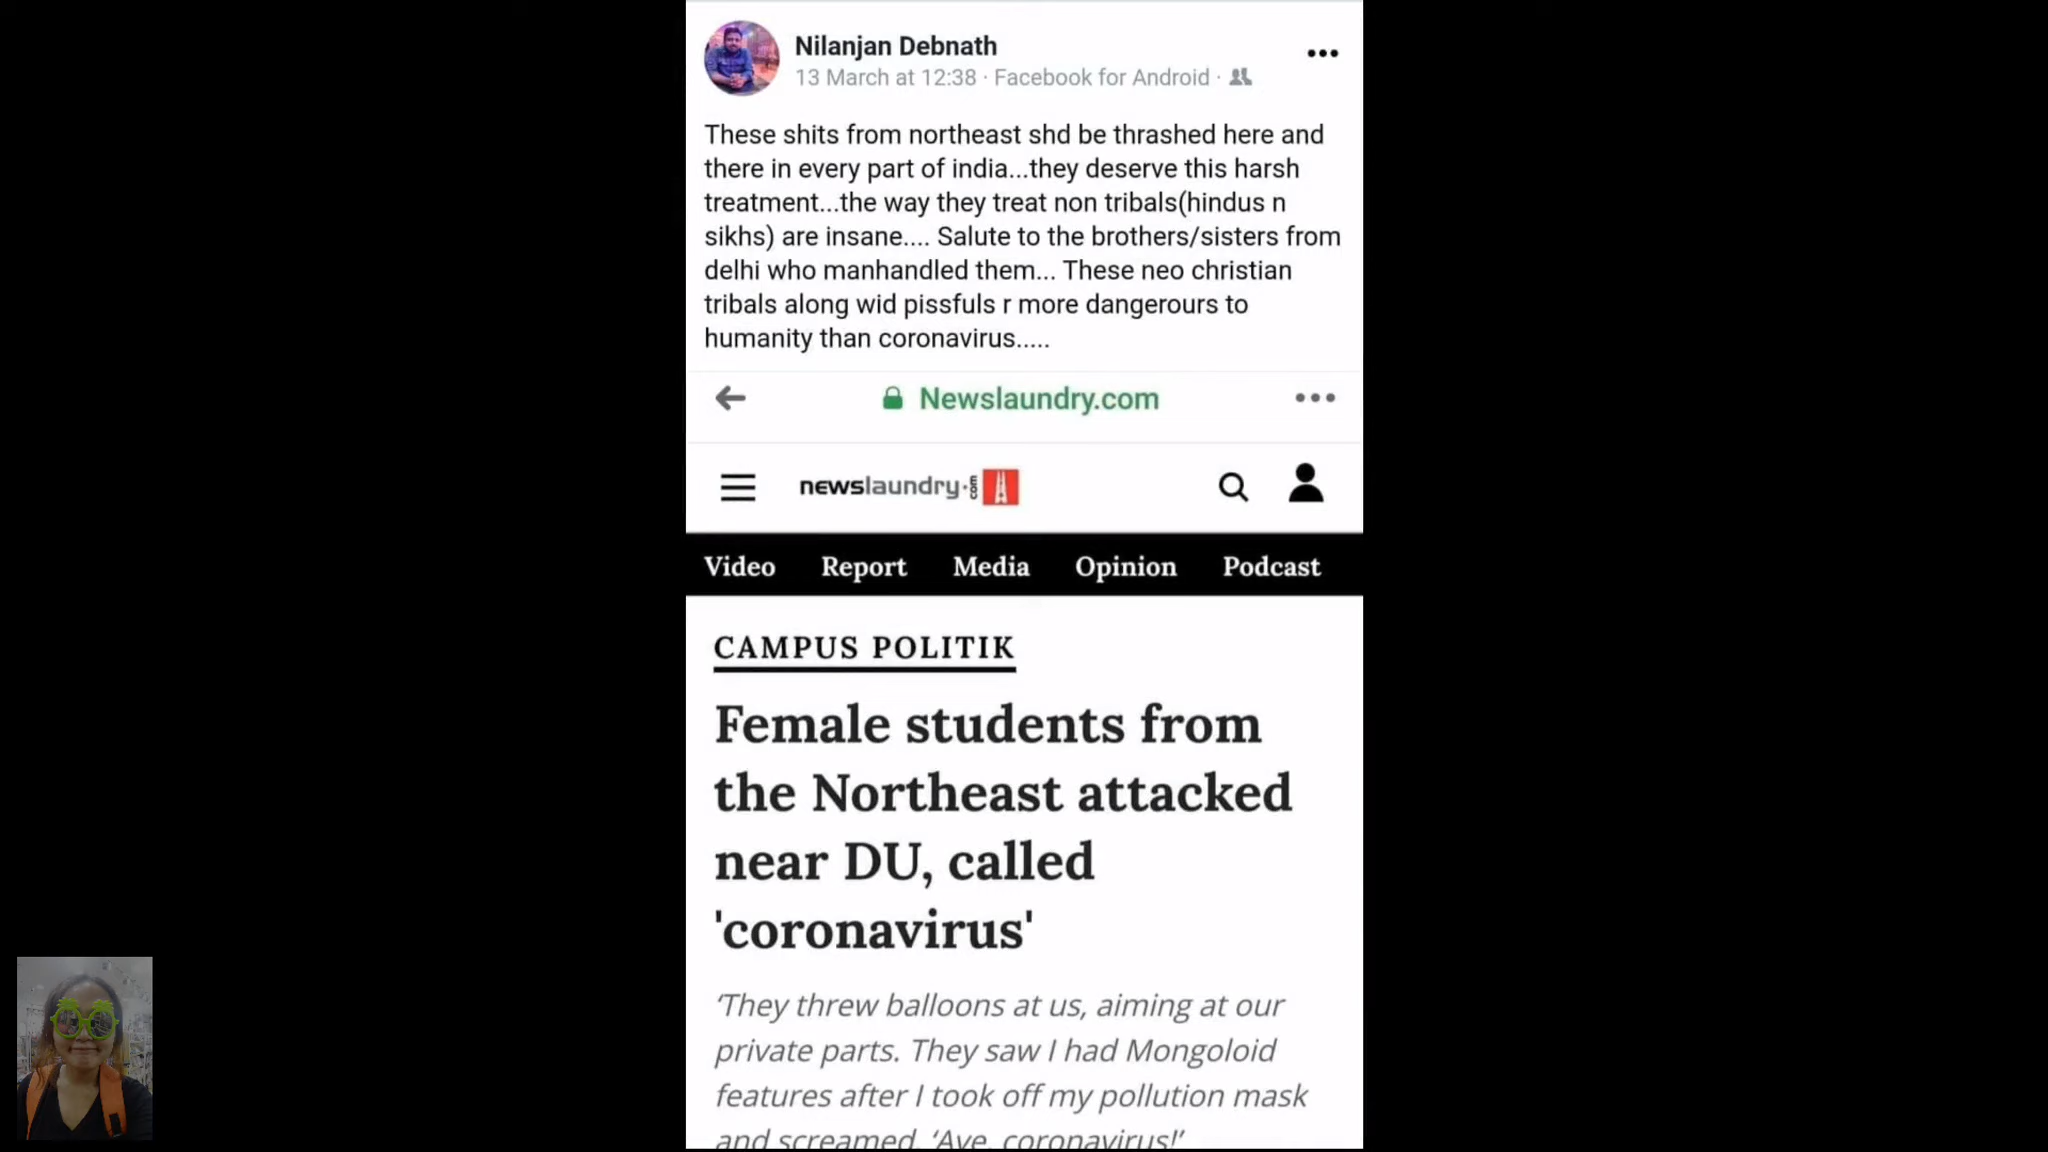 Nilanjan Debnath
13 March at 12:38 · Facebook for Android ·
These shits from northeast shd be thrashed here and
there in every part of india...they deserve this harsh
treatment...the way they treat non tribals(hindus n
sikhs) are insane.... Salute to the brothers/sisters from
delhi who manhandled them... These neo christian
tribals along wid pissfuls r more dangerours to
humanity than coronavirus.....
Newslaundry.com
newslaundry.com
Video Report Media Opinion Podcast
CAMPUS POLITIK
Female students from
the Northeast attacked
near DU, called
'coronavirus'
'They threw balloons at us, aiming at our
private parts. They saw I had Mongoloid
features after I took off my pollution mask
and screamed, 'Aye, coronavirus!'